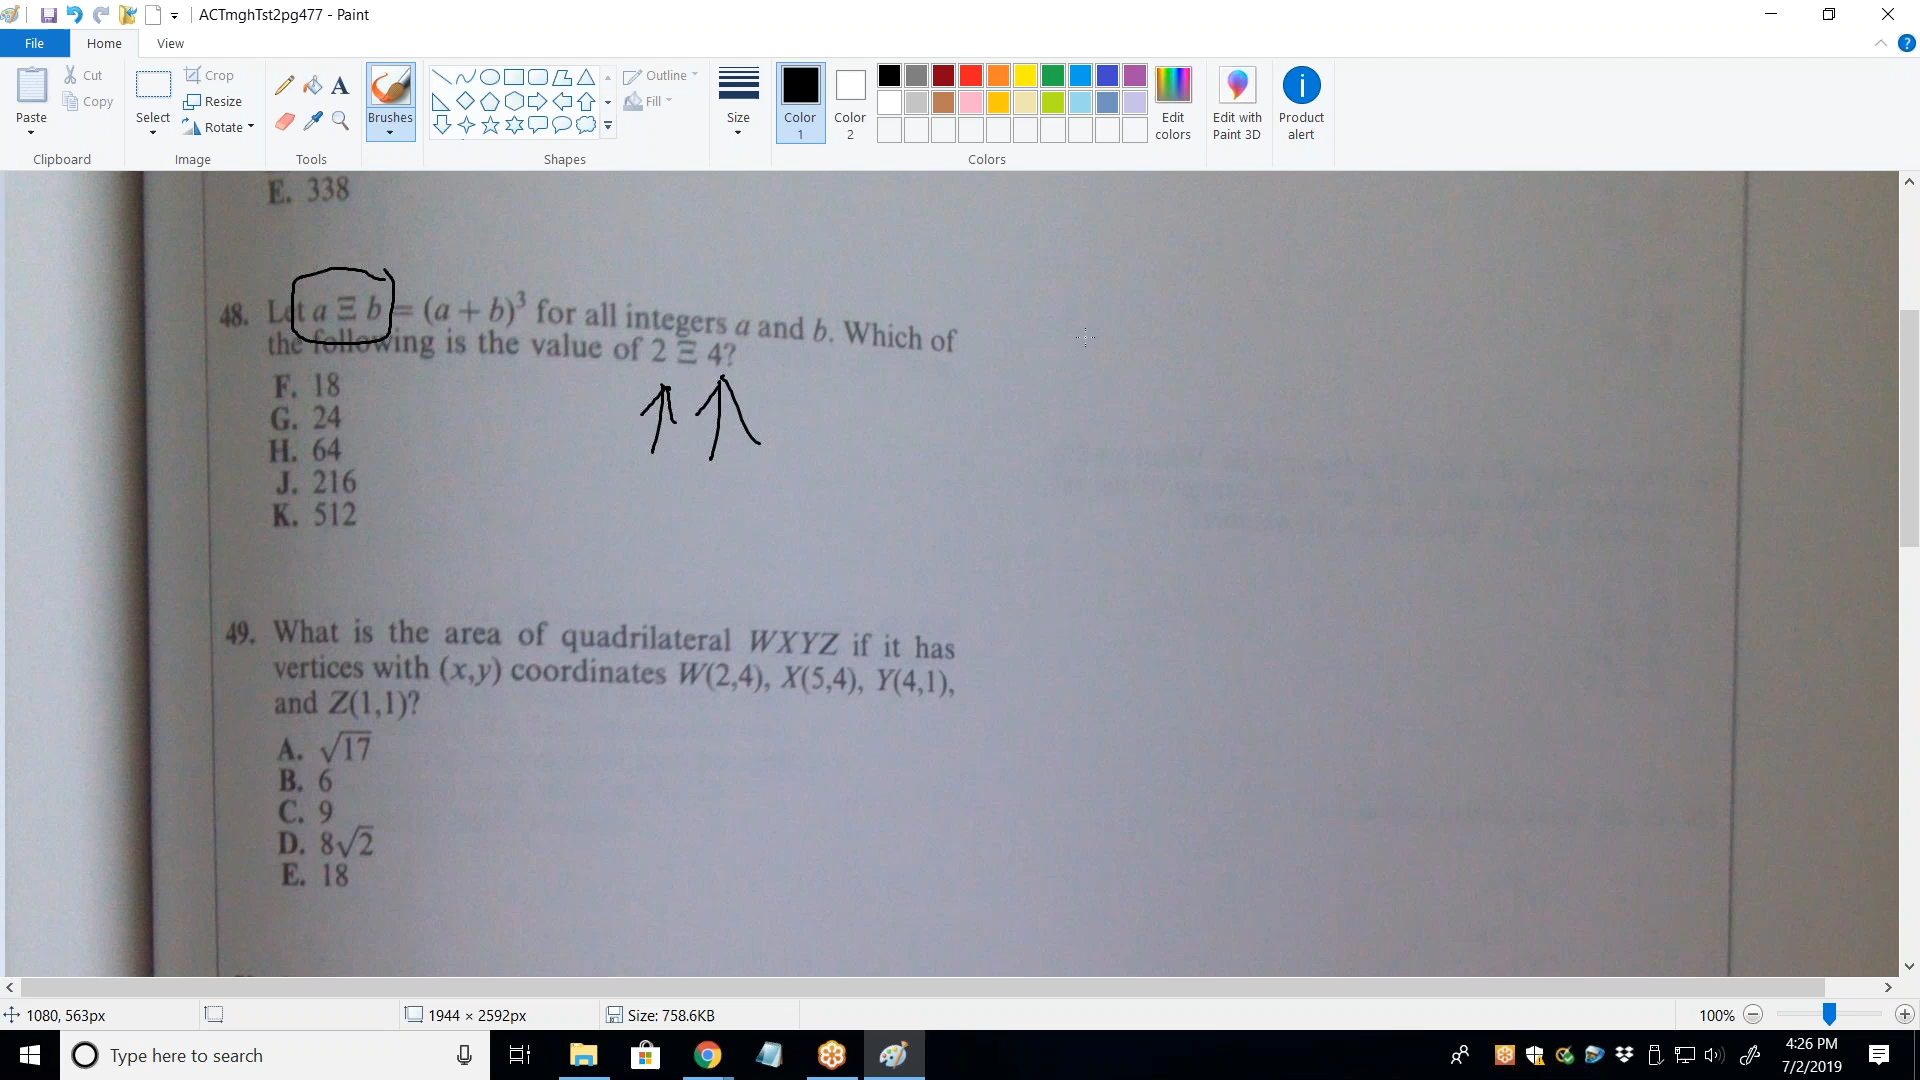 ACTmghTst2pg477 - Paint
File Home View
Paste
Cut
Copy
Clipboard
Select
Crop
Resize
Rotate
Image
A
Tools
Brushes
Outline
Fill
Shapes
Size
Color 1
Color 2
Edit colors
Colors
Edit with Paint 3D
Product alert
E. 338
48. Let a Ξ b = (a + b)³ for all integers a and b. Which of
the following is the value of 2 Ξ 4?
F. 18
G. 24
H. 64
J. 216
K. 512
49. What is the area of quadrilateral WXYZ if it has
vertices with (x,y) coordinates W(2,4), X(5,4), Y(4,1),
and Z(1,1)?
A. √17
B. 6
C. 9
D. 8√2
E. 18
1080, 563px 1944 × 2592px Size: 758.6KB 100%
Type here to search
4:26 PM
7/2/2019